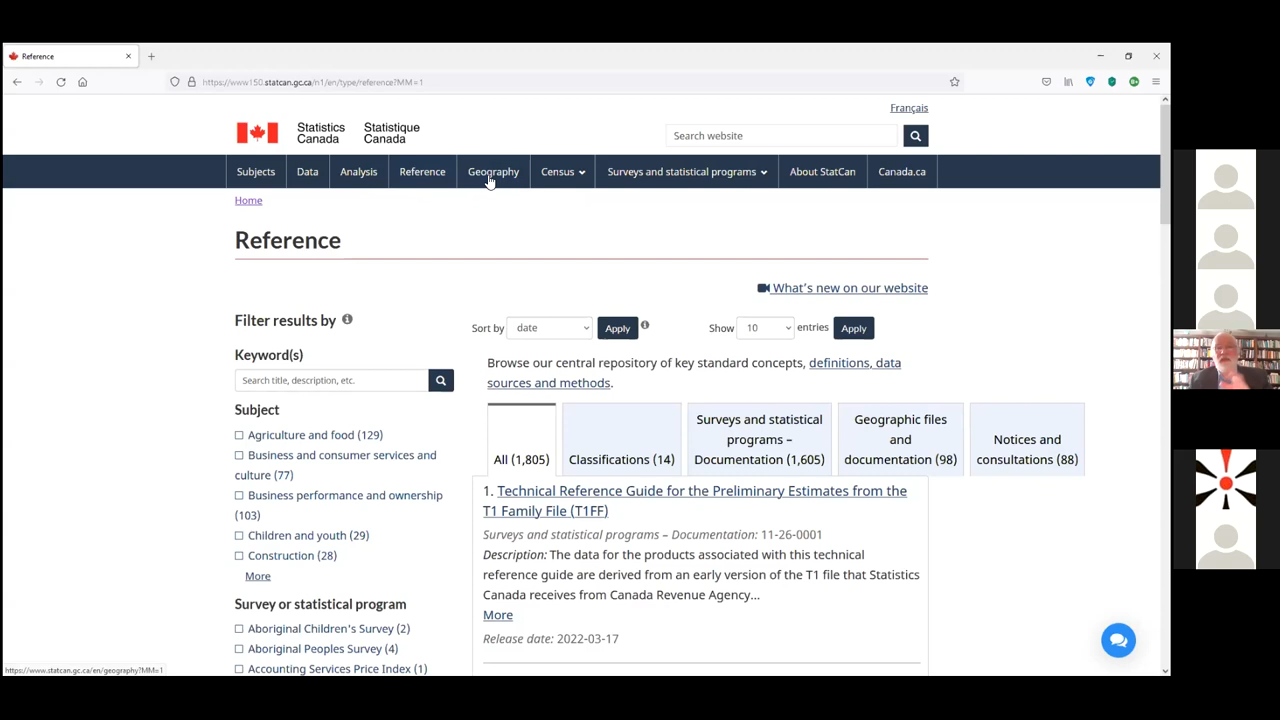 Reference
https://www150.statcan.gc.ca/n1/en/type/reference?MM=1
Français
Statistics Canada
Statistique Canada
Search website
Subjects Data Analysis Reference Geography Census Surveys and statistical programs About StatCan Canada.ca
Home
Reference
What's new on our website
Filter results by
Sort by date Apply Show 10 entries Apply
Keyword(s)
Search title, description, etc.
Subject
Agriculture and food (129)
Business and consumer services and
culture (77)
Business performance and ownership
(103)
Children and youth (29)
Construction (28)
More
Survey or statistical program
Aboriginal Children's Survey (2)
Aboriginal Peoples Survey (4)
Accounting Services Price Index (1)
Browse our central repository of key standard concepts, definitions, data
sources and methods.
All (1,805)
Classifications (14)
Surveys and statistical
programs –
Documentation (1,605)
Geographic files
and
documentation (98)
Notices and
consultations (88)
1. Technical Reference Guide for the Preliminary Estimates from the
T1 Family File (T1FF)
Surveys and statistical programs – Documentation: 11-26-0001
Description: The data for the products associated with this technical
reference guide are derived from an early version of the T1 file that Statistics
Canada receives from Canada Revenue Agency...
More
Release date: 2022-03-17
https://www.statcan.gc.ca/en/geography?MM=1